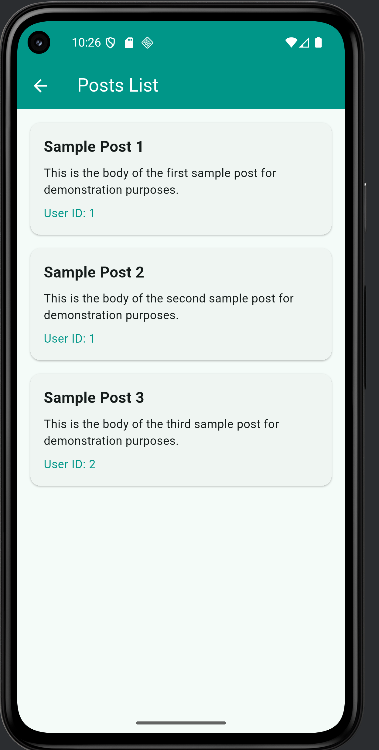 10:26
Posts List
Sample Post 1
This is the body of the first sample post for
demonstration purposes.
User ID: 1
Sample Post 2
This is the body of the second sample post for
demonstration purposes.
User ID: 1
Sample Post 3
This is the body of the third sample post for
demonstration purposes.
User ID: 2